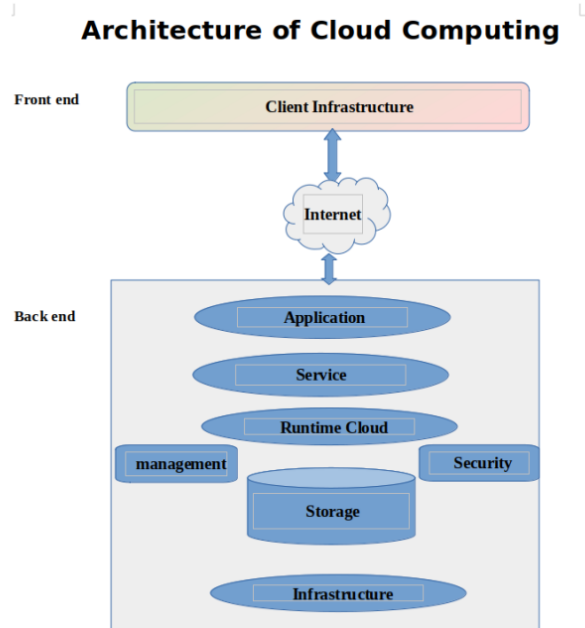 Architecture of Cloud Computing
Front end
Client Infrastructure
Internet
Back end
Application
Service
Runtime Cloud
management
Security
Storage
Infrastructure